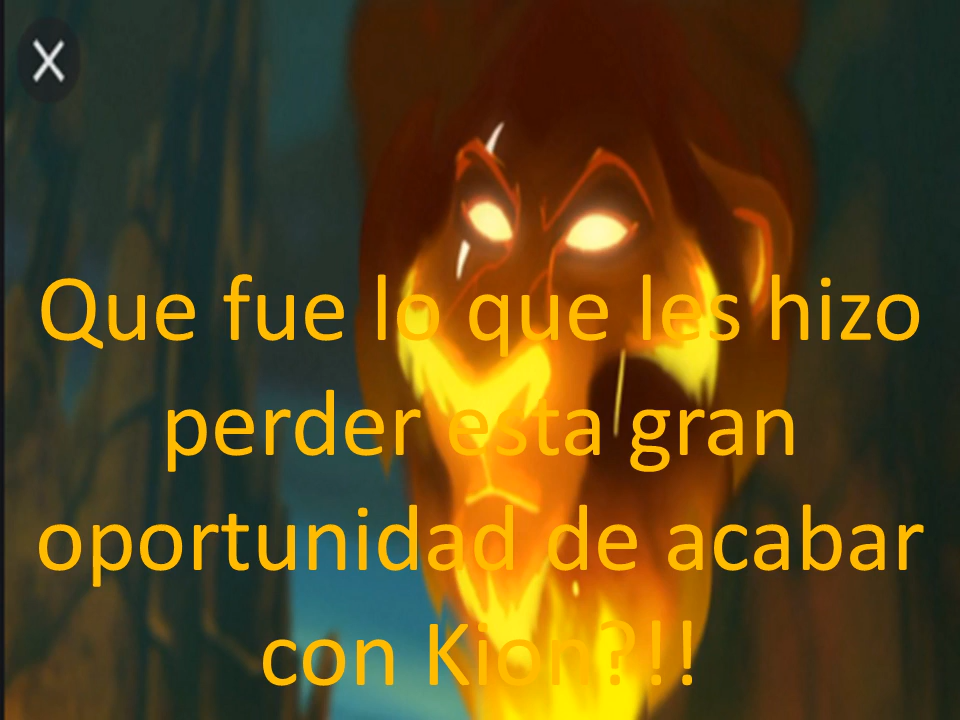 Que fue lo que les hizo
perder esta gran
oportunidad de acabar
con Kion?!!